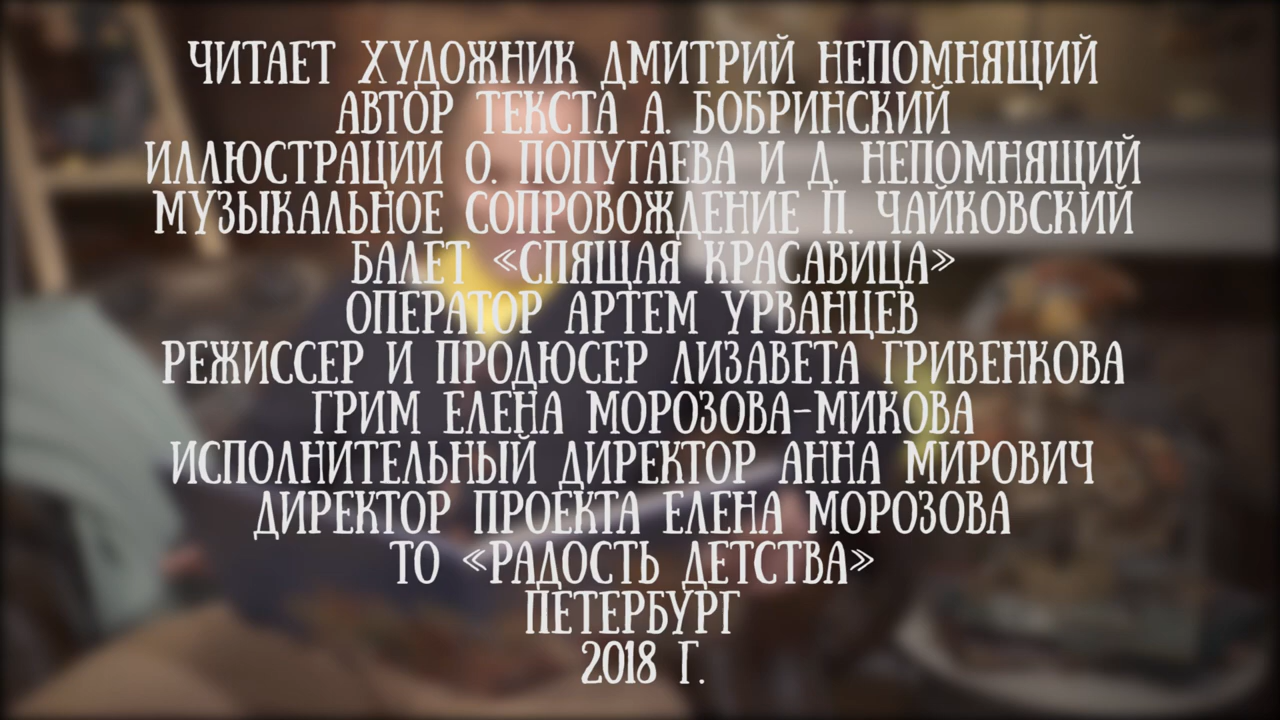 ЧИТАЕТ ХУДОЖНИК ДМИТРИЙ НЕПОМНЯЩИЙ
АВТОР ТЕКСТА А. БОБРИНСКИЙ
ИЛЛЮСТРАЦИИ О. ПОПУГАЕВА И Д. НЕПОМНЯЩИЙ
МУЗЫКАЛЬНОЕ СОПРОВОЖДЕНИЕ П. ЧАЙКОВСКИЙ
БАЛЕТ «СПЯЩАЯ КРАСАВИЦА»
ОПЕРАТОР АРТЕМ УРВАНЦЕВ
РЕЖИССЕР И ПРОДЮСЕР ЛИЗАВЕТА ГРИВЕНКОВА
ГРИМ ЕЛЕНА МОРОЗОВА-МИКОВА
ИСПОЛНИТЕЛЬНЫЙ ДИРЕКТОР АННА МИРОВИЧ
ДИРЕКТОР ПРОЕКТА ЕЛЕНА МОРОЗОВА
ТО «РАДОСТЬ ДЕТСТВА»
ПЕТЕРБУРГ
2018 Г.